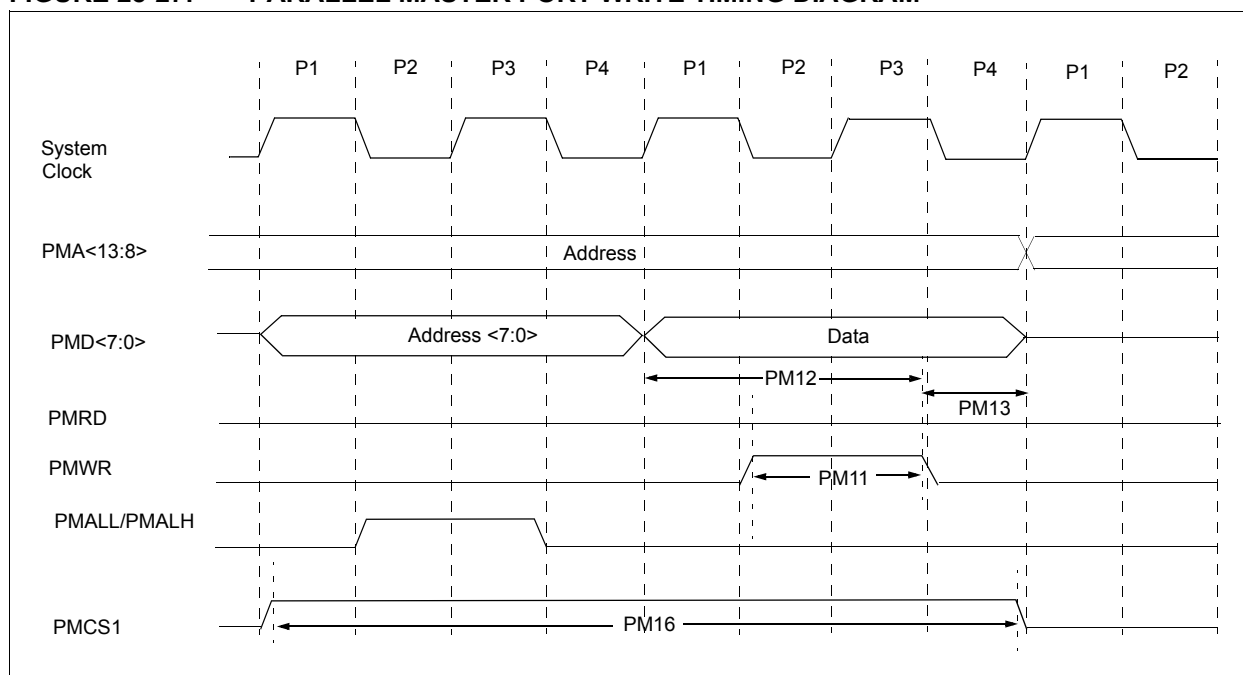 P1 P2 P3 P4 P1 P2 P3 P4 P1 P2
System
Clock
PMA<13:8>
Address
PMD<7:0>
Address <7:0>
Data
PM12
PM13
PMRD
PMWR
PM11
PMALL/PMALH
PMCS1
PM16